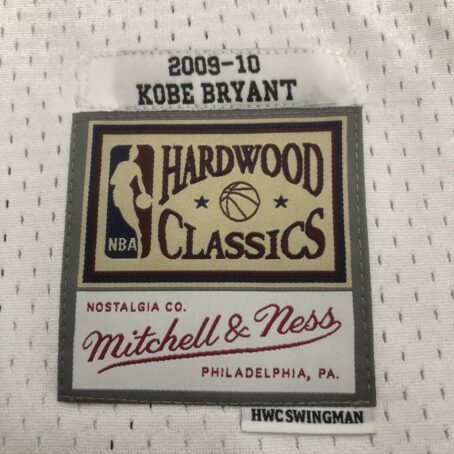 2009-10
KOBE BRYANT
HARDWOOD
CLASSICS
NBA
NOSTALGIA CO.
Mitchell & Ness
PHILADELPHIA, PA.
HWC SWINGMAN